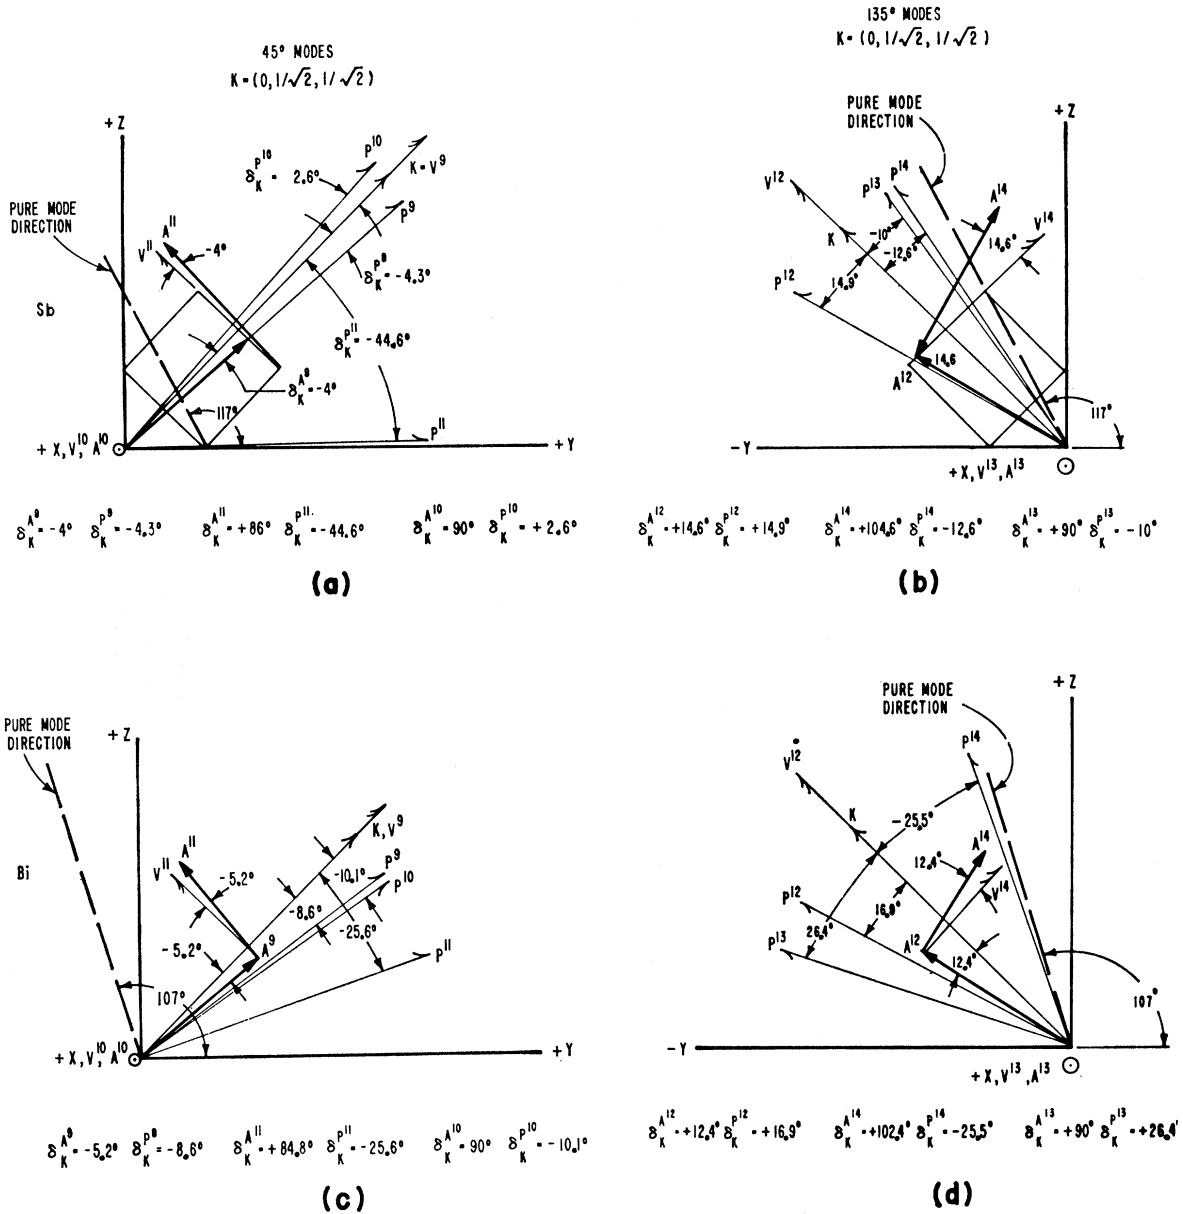 45° MODES
K=(0,1/√2,1/√2)
+Z
δ_K^P10 = 2.6°
P10
K=V9
P9
PURE MODE
DIRECTION
A11
V11
-4°
δ_K^P9 = -4.3°
Sb
δ_K^P11 = -44.6°
δ_K^A9 = -4°
117°
P11
+X,V10,A10
+Y
δ_K^A9 = -4° δ_K^P9 = -4.3° δ_K^A11 = +86° δ_K^P11 = -44.6° δ_K^A10 = 90° δ_K^P10 = +2.6°
(a)
135° MODES
K=(0,1/√2,1/√2)
PURE MODE
DIRECTION
+Z
V12
P13
P14
A14
V14
K
-10°
-12.6°
14.6°
P12
14.9°
14.6
A12
117°
-Y
+X,V13,A13
δ_K^A12 = +14.6° δ_K^P12 = +14.9° δ_K^A14 = +104.6° δ_K^P14 = -12.6° δ_K^A13 = +90° δ_K^P13 = -10°
(b)
PURE MODE
DIRECTION
+Z
K,V9
A11
V11
-5.2°
P9
P10
-10.1°
Bi
-8.6°
-25.6°
-5.2°
A9
P11
107°
+X,V10,A10
+Y
δ_K^A9 = -5.2° δ_K^P9 = -8.6° δ_K^A11 = +84.8° δ_K^P11 = -25.6° δ_K^A10 = 90° δ_K^P10 = -10.1°
(c)
+Z
PURE MODE
DIRECTION
P14
V12
K
-25.5°
A14
12.4°
V14
P12
16.9°
P13
26.4°
A12
12.4°
107°
-Y
+X,V13,A13
δ_K^A12 = +12.4° δ_K^P12 = +16.9° δ_K^A14 = +102.4° δ_K^P14 = -25.5° δ_K^A13 = +90° δ_K^P13 = +26.4°
(d)